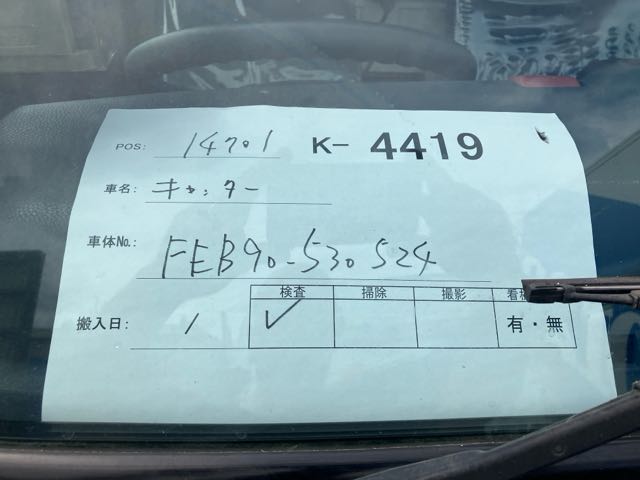 POS: 14701 K- 4419
車名: キャンター
車体No.: FEB90-530524
検査 掃除 撮影
搬入日: 1 ✓ 有・無